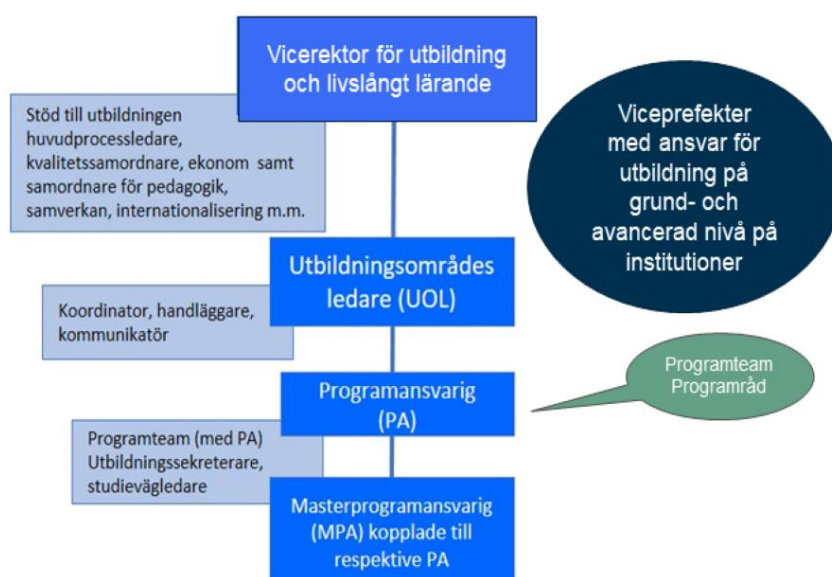 Vicerektor för utbildning
och livslångt lärande
Stöd till utbildningen
huvudprocessledare,
kvalitetssamordnare, ekonom samt
samordnare för pedagogik,
samverkan, internationalisering m.m.
Viceprefekter
med ansvar för
utbildning på
grund- och
avancerad nivå på
institutioner
Utbildningsområdes
ledare (UOL)
Koordinator, handläggare,
kommunikatör
Programansvarig
(PA)
Programteam
Programråd
Programteam (med PA)
Utbildningssekreterare,
studievägledare
Masterprogramansvarig
(MPA) kopplade till
respektive PA